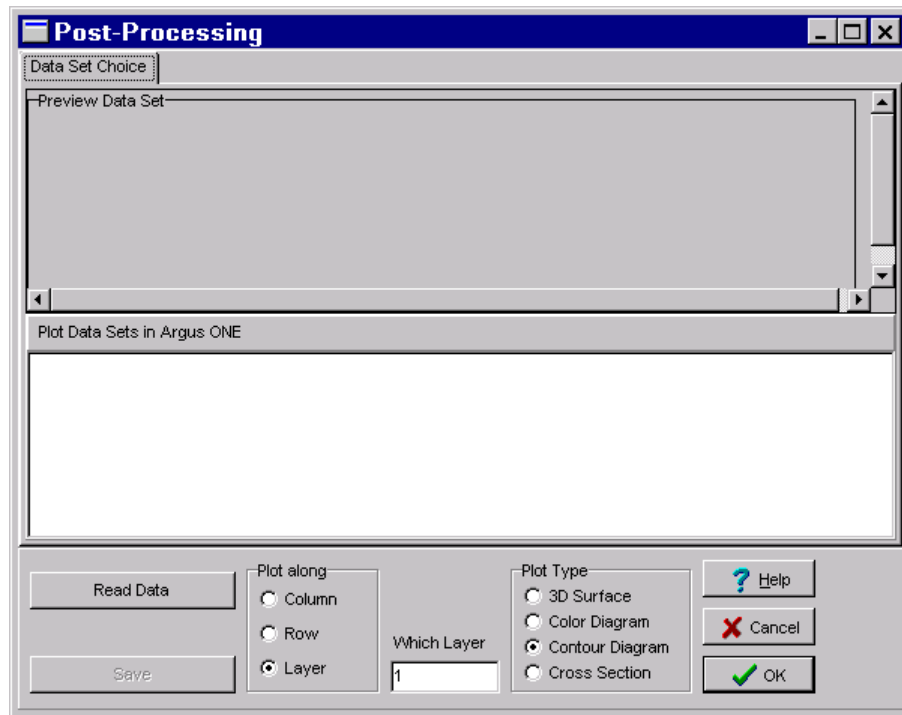 Post-Processing
Data Set Choice
Preview Data Set
Plot Data Sets in Argus ONE
Read Data
Save
Plot along
Column
Row
Layer
Which Layer
1
Plot Type
3D Surface
Color Diagram
Contour Diagram
Cross Section
? Help
Cancel
OK